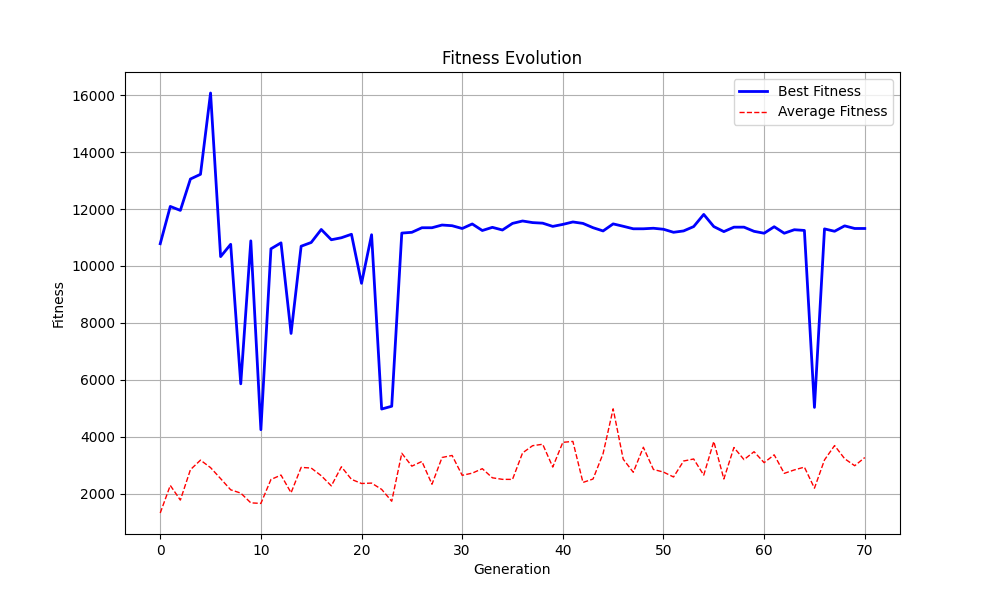 Fitness Evolution
Best Fitness
Average Fitness
16000
14000
12000
10000
8000
6000
4000
2000
Fitness
0 10 20 30 40 50 60 70
Generation